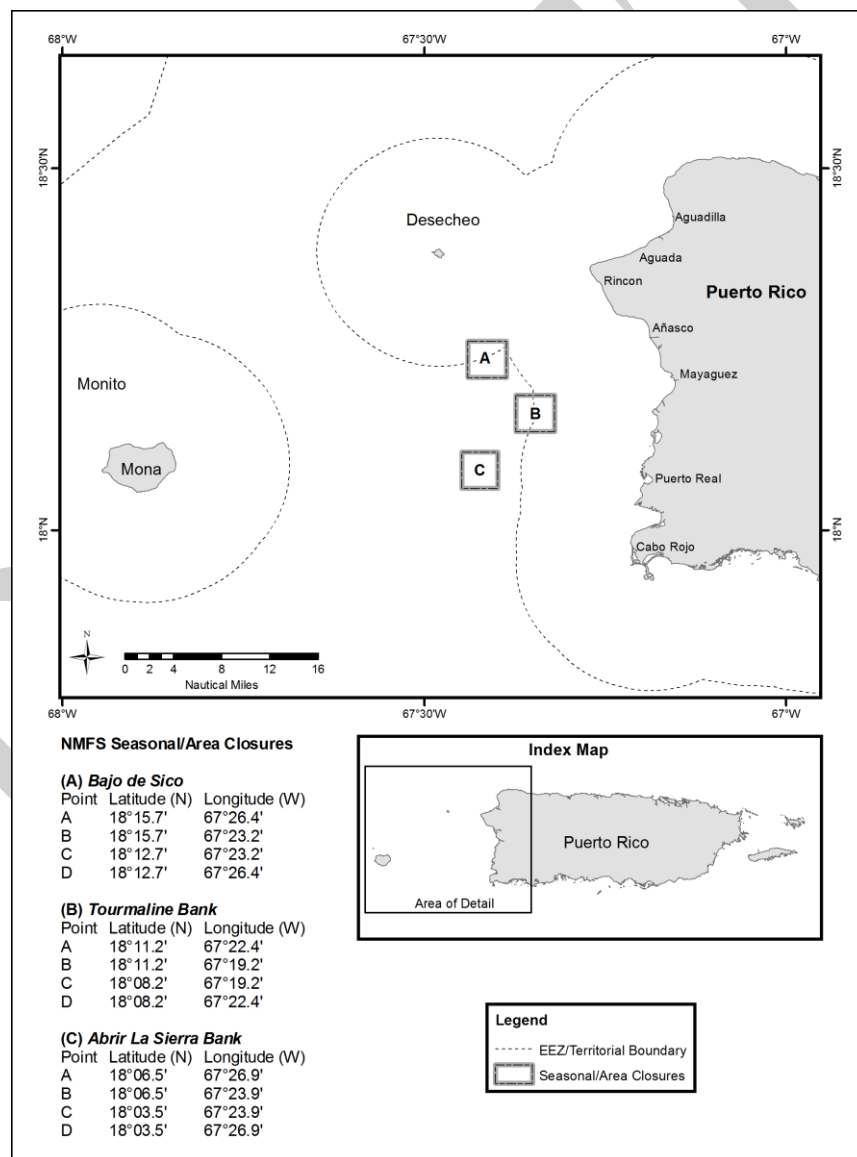 68°W 67°30'W 67°W
18°30'N 18°30'N
Desecheo
Aguadilla
Aguada
Rincon
Puerto Rico
Añasco
A
Monito
Mayaguez
B
Mona
C
Puerto Real
18°N 18°N
Cabo Rojo
N
0 2 4 8 12 16
Nautical Miles
68°W 67°30'W 67°W
NMFS Seasonal/Area Closures
(A) Bajo de Sico
Point Latitude (N) Longitude (W)
A 18°15.7' 67°26.4'
B 18°15.7' 67°23.2'
C 18°12.7' 67°23.2'
D 18°12.7' 67°26.4'
(B) Tourmaline Bank
Point Latitude (N) Longitude (W)
A 18°11.2' 67°22.4'
B 18°11.2' 67°19.2'
C 18°08.2' 67°19.2'
D 18°08.2' 67°22.4'
(C) Abrir La Sierra Bank
Point Latitude (N) Longitude (W)
A 18°06.5' 67°26.9'
B 18°06.5' 67°23.9'
C 18°03.5' 67°23.9'
D 18°03.5' 67°26.9'
Index Map
Puerto Rico
Area of Detail
Legend
EEZ/Territorial Boundary
Seasonal/Area Closures